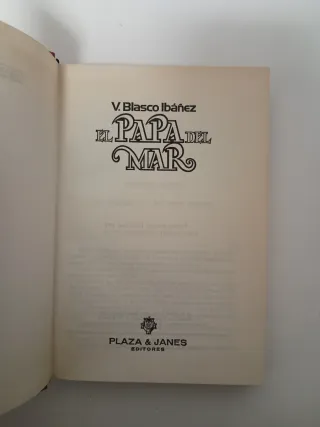 V. Blasco Ibáñez
EL PAPA DEL
MAR
PLAZA & JANES
EDITORES